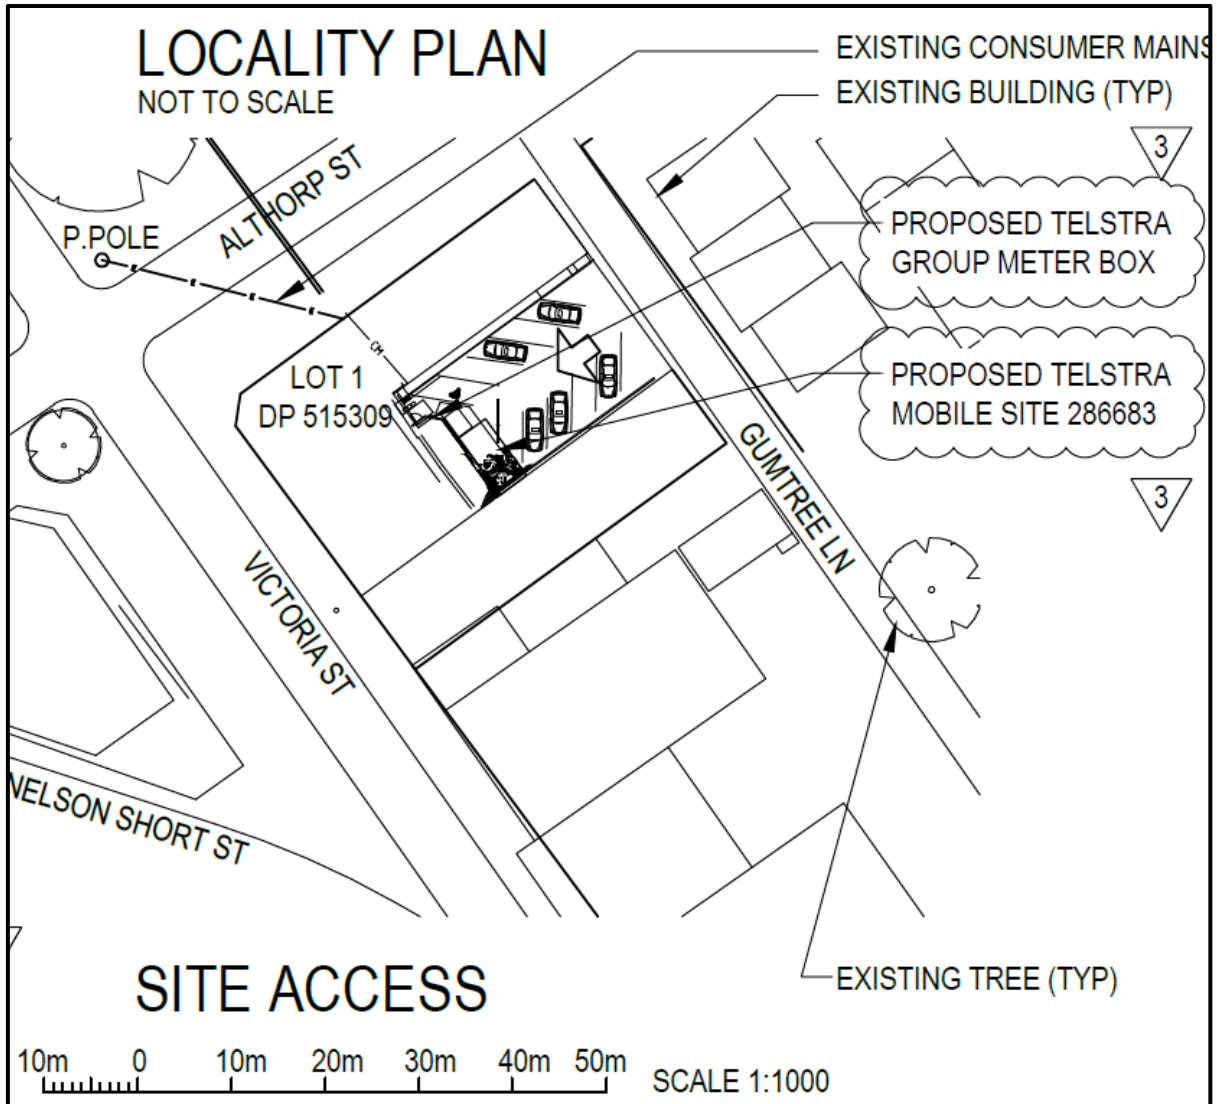 LOCALITY PLAN
NOT TO SCALE
EXISTING CONSUMER MAINS
EXISTING BUILDING (TYP)
3
ALTHORP ST
P.POLE
PROPOSED TELSTRA
GROUP METER BOX
CM
LOT 1
DP 515309
PROPOSED TELSTRA
MOBILE SITE 286683
3
GUMTREE LN
VICTORIA ST
NELSON SHORT ST
EXISTING TREE (TYP)
SITE ACCESS
10m 0 10m 20m 30m 40m 50m
SCALE 1:1000